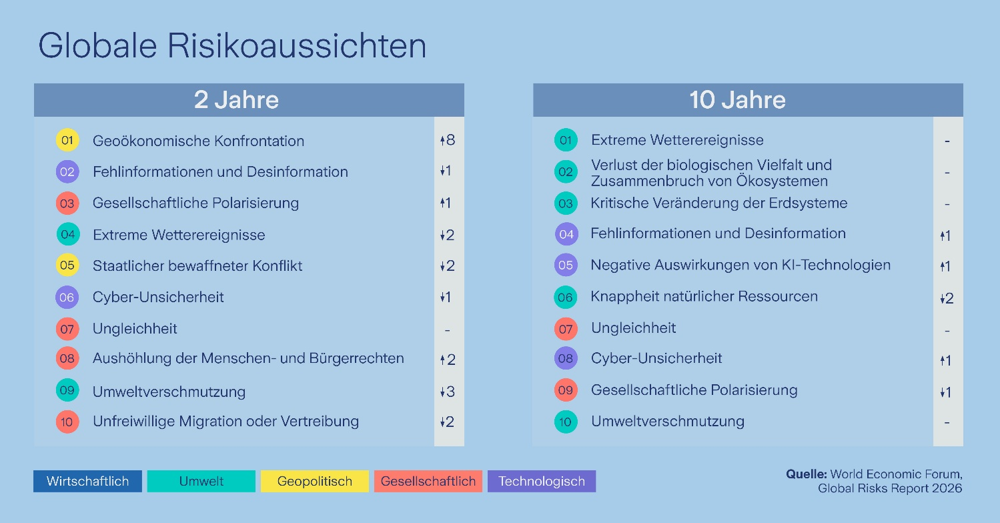 Globale Risikoaussichten
2 Jahre
01 Geoökonomische Konfrontation ↑8
02 Fehlinformationen und Desinformation ↓1
03 Gesellschaftliche Polarisierung ↑1
04 Extreme Wetterereignisse ↓2
05 Staatlicher bewaffneter Konflikt ↓2
06 Cyber-Unsicherheit ↓1
07 Ungleichheit -
08 Aushöhlung der Menschen- und Bürgerrechten ↑2
09 Umweltverschmutzung ↓3
10 Unfreiwillige Migration oder Vertreibung ↓2
10 Jahre
01 Extreme Wetterereignisse -
02 Verlust der biologischen Vielfalt und
Zusammenbruch von Ökosystemen -
03 Kritische Veränderung der Erdsysteme -
04 Fehlinformationen und Desinformation ↑1
05 Negative Auswirkungen von KI-Technologien ↑1
06 Knappheit natürlicher Ressourcen ↓2
07 Ungleichheit -
08 Cyber-Unsicherheit ↑1
09 Gesellschaftliche Polarisierung ↓1
10 Umweltverschmutzung -
Wirtschaftlich Umwelt Geopolitisch Gesellschaftlich Technologisch
Quelle: World Economic Forum,
Global Risks Report 2026